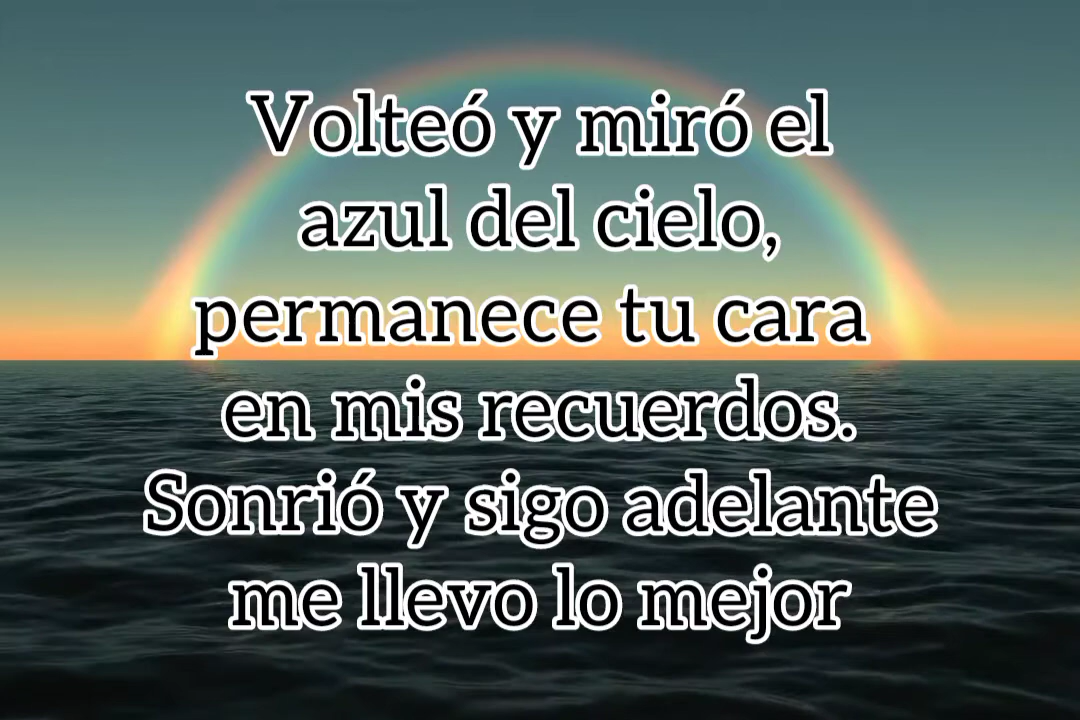 Volteó y miró el
azul del cielo,
permanece tu cara
en mis recuerdos.
Sonrió y sigo adelante
me llevo lo mejor